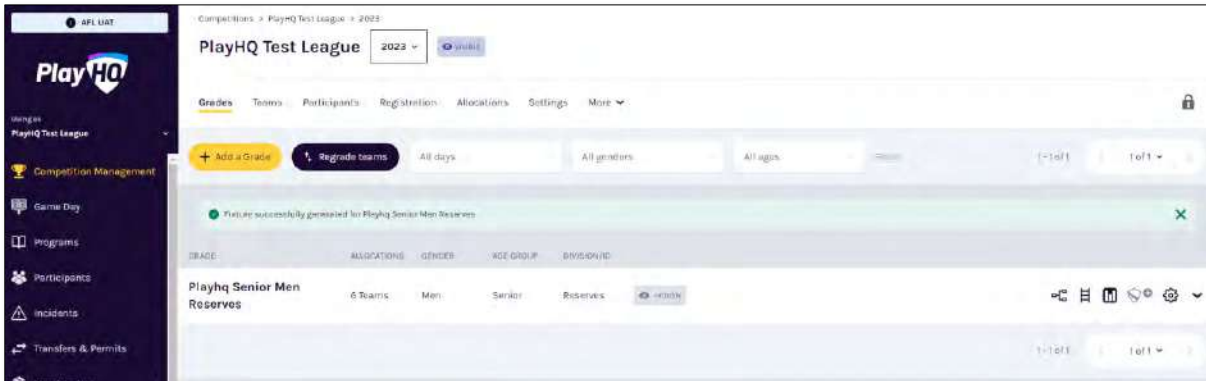 AFL UAT
PlayHQ
Using as
PlayHQ Test League
Competition Management
Game Day
Programs
Participants
Incidents
Transfers & Permits
Competitions > PlayHQ Test League > 2023
PlayHQ Test League
2023
VISIBLE
Grades Teams Participants Registration Allocations Settings More
+ Add a Grade
Regrade teams
All days
All genders
All ages
1-1 of 1
1 of 1
Fixture successfully generated for Playhq Senior Men Reserves
GRADE ALLOCATIONS GENDER AGE GROUP DIVISION/ID
Playhq Senior Men
Reserves
6 Teams Men Senior Reserves HIDDEN
1-1 of 1
1 of 1